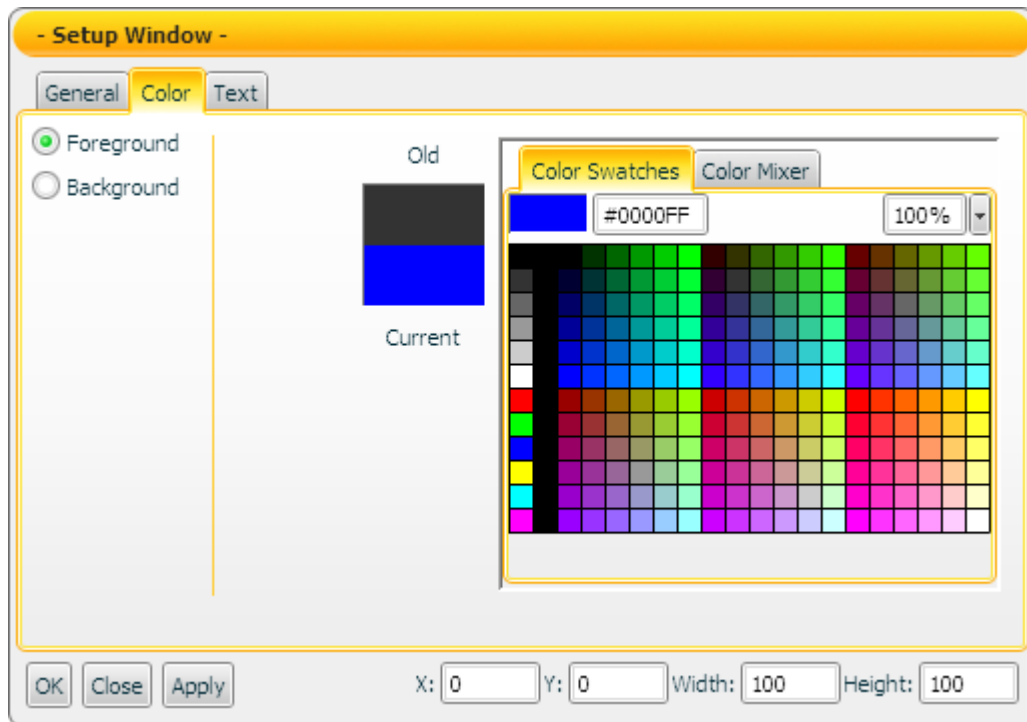 - Setup Window -
General Color Text
Foreground
Background
Old
Current
Color Swatches Color Mixer
#0000FF 100%
OK Close Apply X: 0 Y: 0 Width: 100 Height: 100